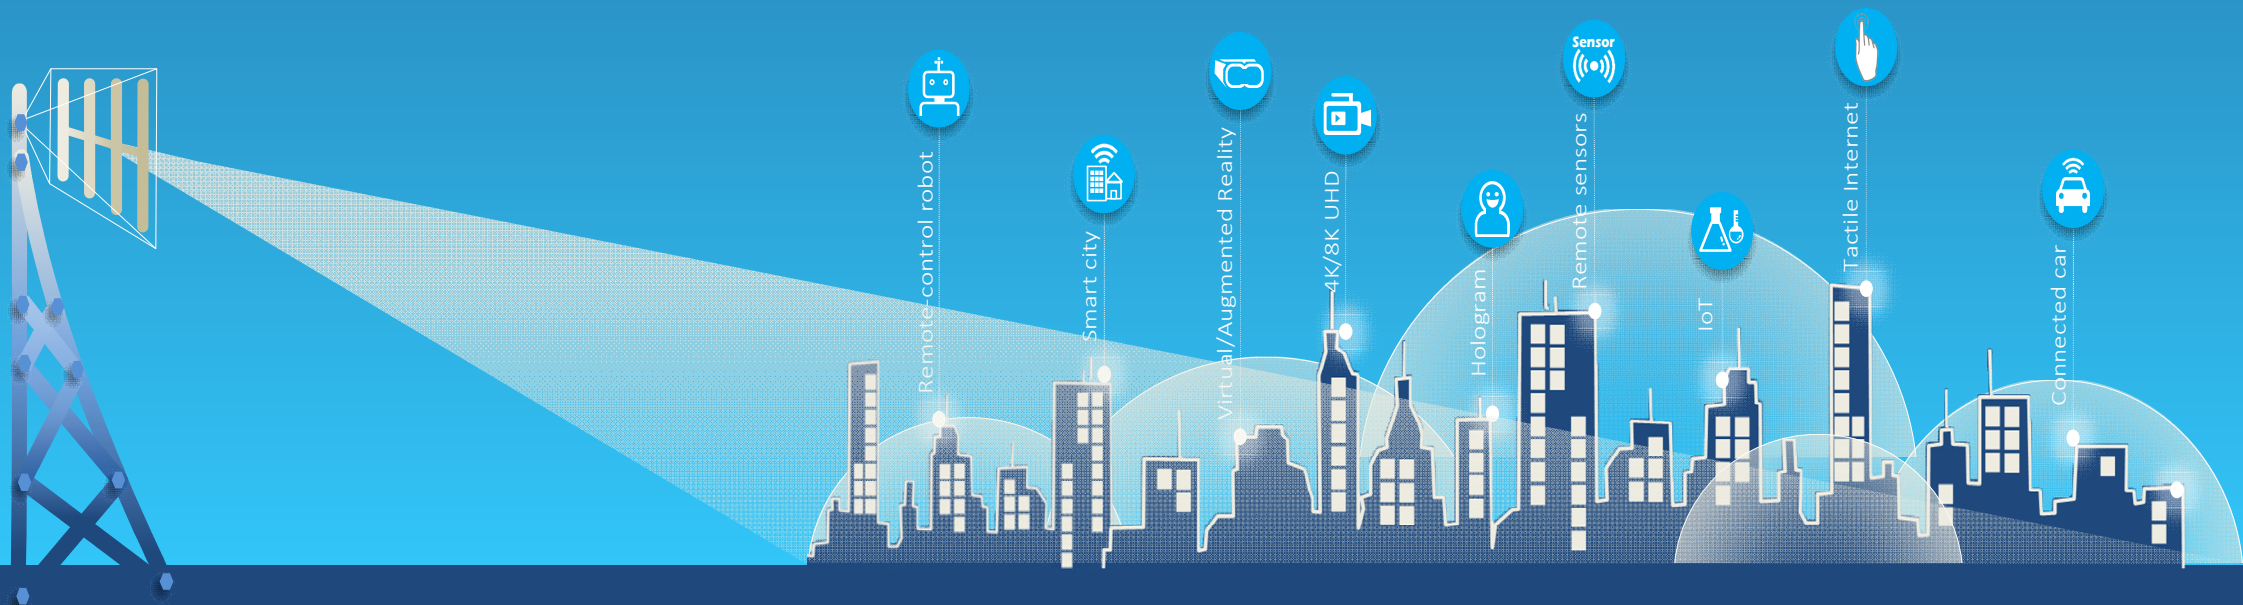 Remote-control robot
Smart city
Virtual/Augmented Reality
4K/8K UHD
Hologram
Sensor
Remote sensors
IoT
Tactile Internet
Connected car